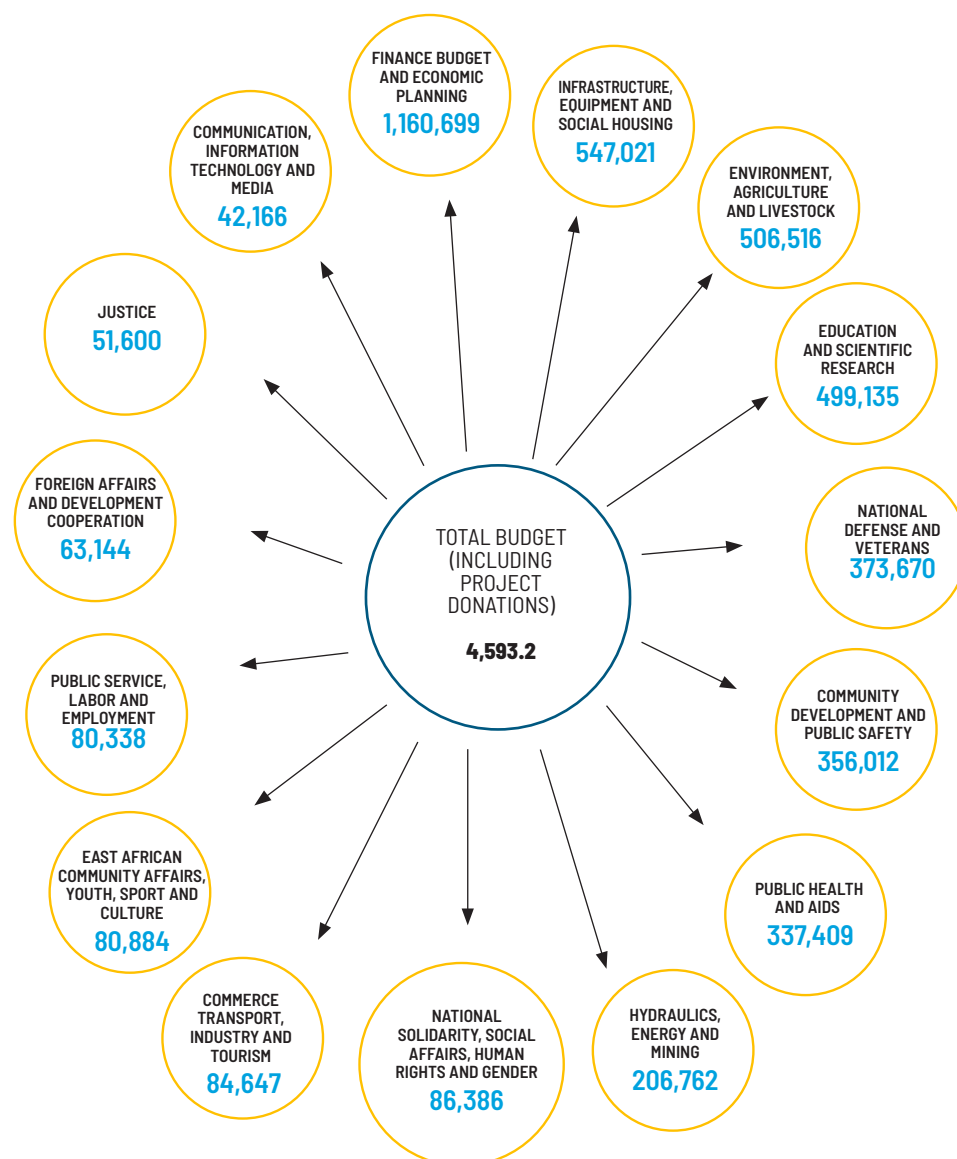 FINANCE BUDGET
AND ECONOMIC
PLANNING
1,160,699
INFRASTRUCTURE,
EQUIPMENT AND
SOCIAL HOUSING
547,021
ENVIRONMENT,
AGRICULTURE
AND LIVESTOCK
506,516
EDUCATION
AND SCIENTIFIC
RESEARCH
499,135
NATIONAL
DEFENSE AND
VETERANS
373,670
COMMUNITY
DEVELOPMENT AND
PUBLIC SAFETY
356,012
PUBLIC HEALTH
AND AIDS
337,409
HYDRAULICS,
ENERGY AND
MINING
206,762
NATIONAL
SOLIDARITY, SOCIAL
AFFAIRS, HUMAN
RIGHTS AND GENDER
86,386
COMMERCE
TRANSPORT,
INDUSTRY AND
TOURISM
84,647
EAST AFRICAN
COMMUNITY AFFAIRS,
YOUTH, SPORT AND
CULTURE
80,884
PUBLIC SERVICE,
LABOR AND
EMPLOYMENT
80,338
FOREIGN AFFAIRS
AND DEVELOPMENT
COOPERATION
63,144
JUSTICE
51,600
COMMUNICATION,
INFORMATION
TECHNOLOGY AND
MEDIA
42,166
TOTAL BUDGET
(INCLUDING
PROJECT
DONATIONS)
4,593.2